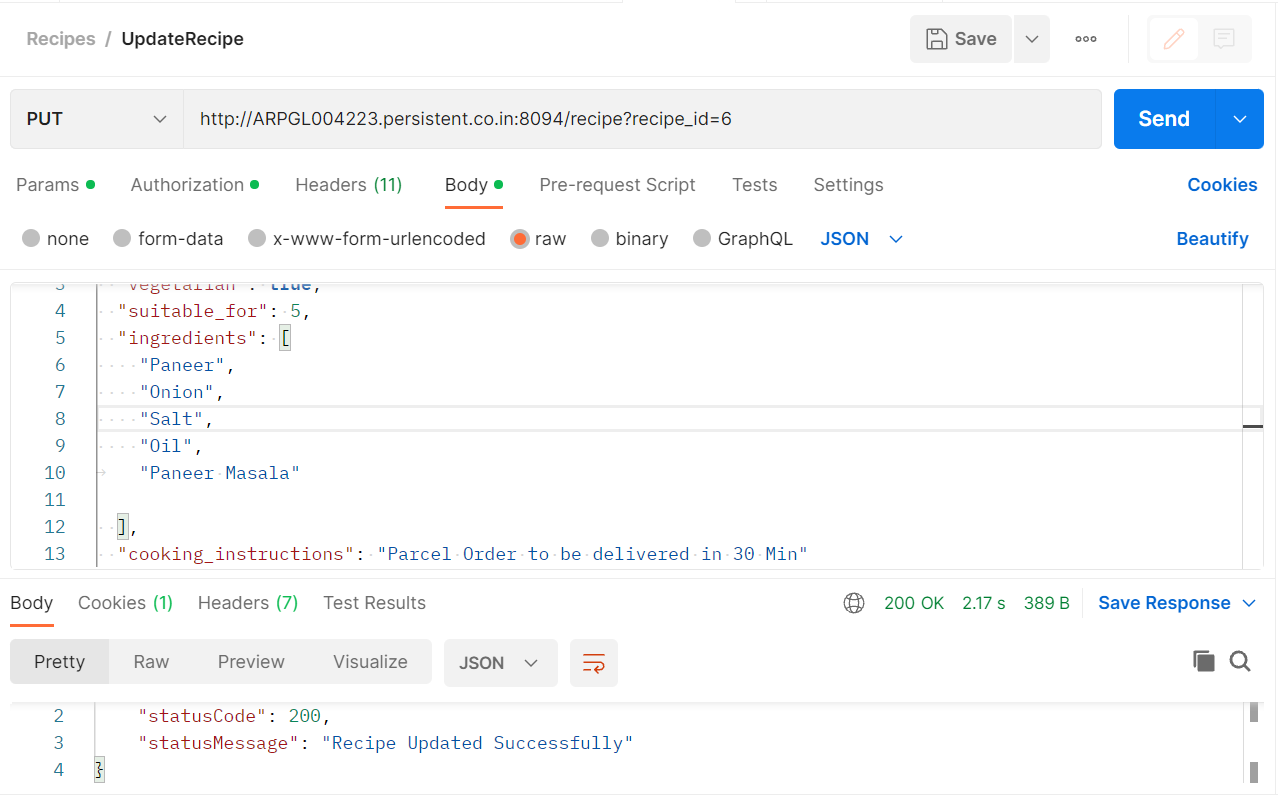 Recipes / UpdateRecipe Save ooo
PUT http://ARPGL004223.persistent.co.in:8094/recipe?recipe_id=6 Send
Params Authorization Headers (11) Body Pre-request Script Tests Settings Cookies
none form-data x-www-form-urlencoded raw binary GraphQL JSON Beautify
3 "vegetarian": true,
4 "suitable_for": 5,
5 "ingredients": [
6 "Paneer",
7 "Onion",
8 "Salt",
9 "Oil",
10 "Paneer Masala"
11
12 ],
13 "cooking_instructions": "Parcel Order to be delivered in 30 Min"
Body Cookies (1) Headers (7) Test Results 200 OK 2.17 s 389 B Save Response
Pretty Raw Preview Visualize JSON
2 "statusCode": 200,
3 "statusMessage": "Recipe Updated Successfully"
4 }